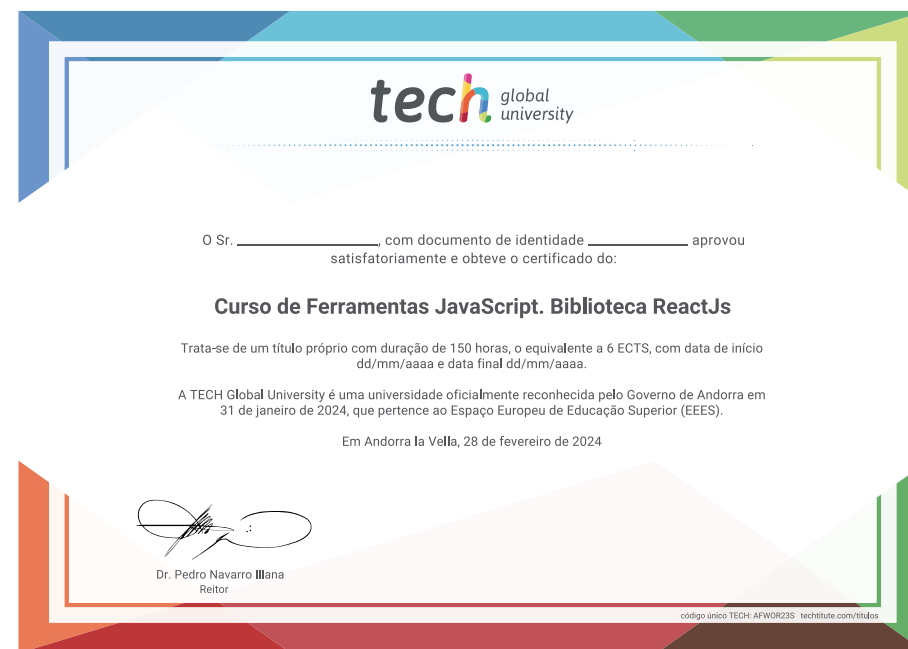 tech global university
O Sr. ____________________, com documento de identidade ______________ aprovou
satisfatoriamente e obteve o certificado do:
Curso de Ferramentas JavaScript. Biblioteca ReactJs
Trata-se de um título próprio com duração de 150 horas, o equivalente a 6 ECTS, com data de início
dd/mm/aaaa e data final dd/mm/aaaa.
A TECH Global University é uma universidade oficialmente reconhecida pelo Governo de Andorra em
31 de janeiro de 2024, que pertence ao Espaço Europeu de Educação Superior (EEES).
Em Andorra la Vella, 28 de fevereiro de 2024
Dr. Pedro Navarro Illana
Reitor
código único TECH: AFWOR23S techtitute.com/titulos